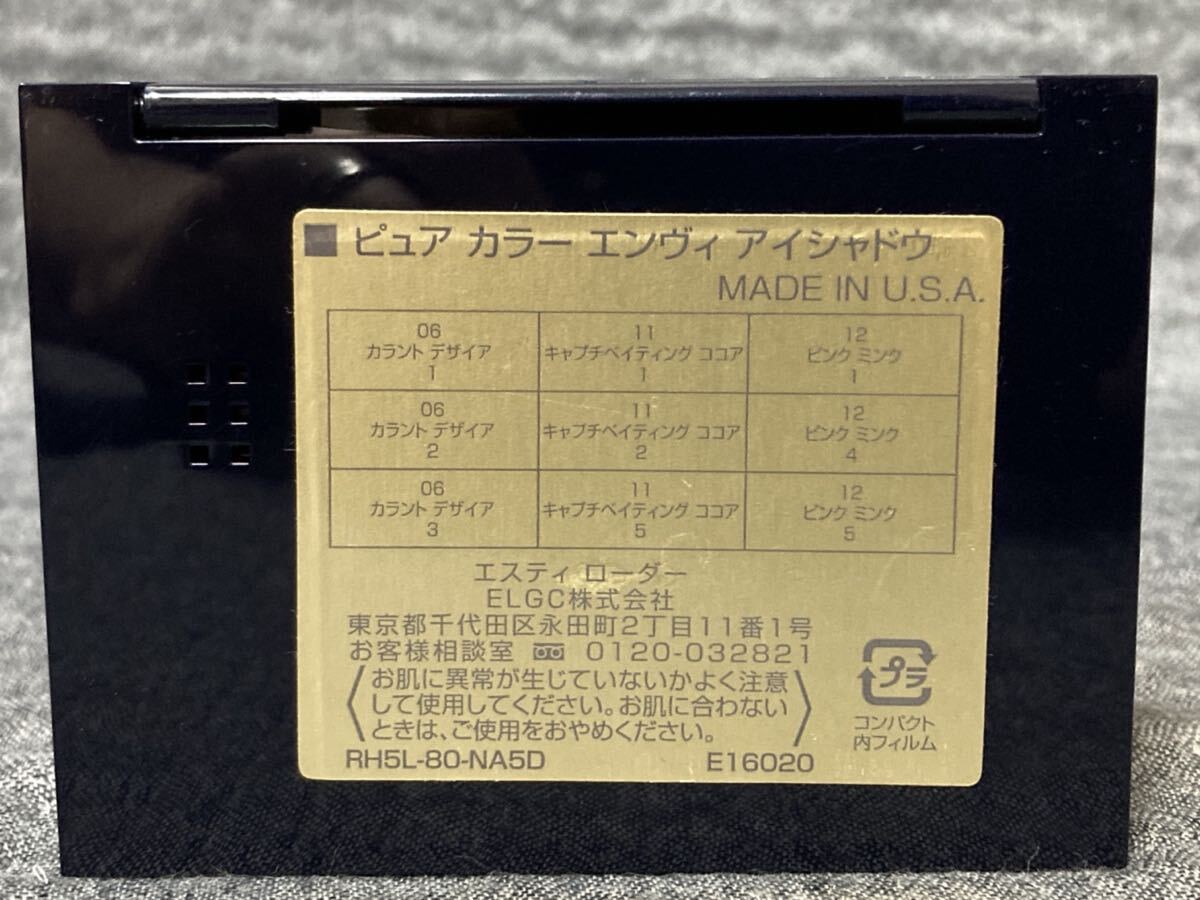 ■ ピュア カラー エンヴィ アイシャドウ
MADE IN U.S.A.
06
カラント デザイア
1
11
キャプチベイティング ココア
1
12
ピンク ミンク
1
06
カラント デザイア
2
11
キャプチベイティング ココア
2
12
ピンク ミンク
4
06
カラント デザイア
3
11
キャプチベイティング ココア
5
12
ピンク ミンク
5
エスティ ローダー
ELGC株式会社
東京都千代田区永田町2丁目11番1号
お客様相談室 0120-032821
お肌に異常が生じていないかよく注意
して使用してください。お肌に合わない
ときは、ご使用をおやめください。
プラ
コンパクト
内フィルム
RH5L-80-NA5D E16020